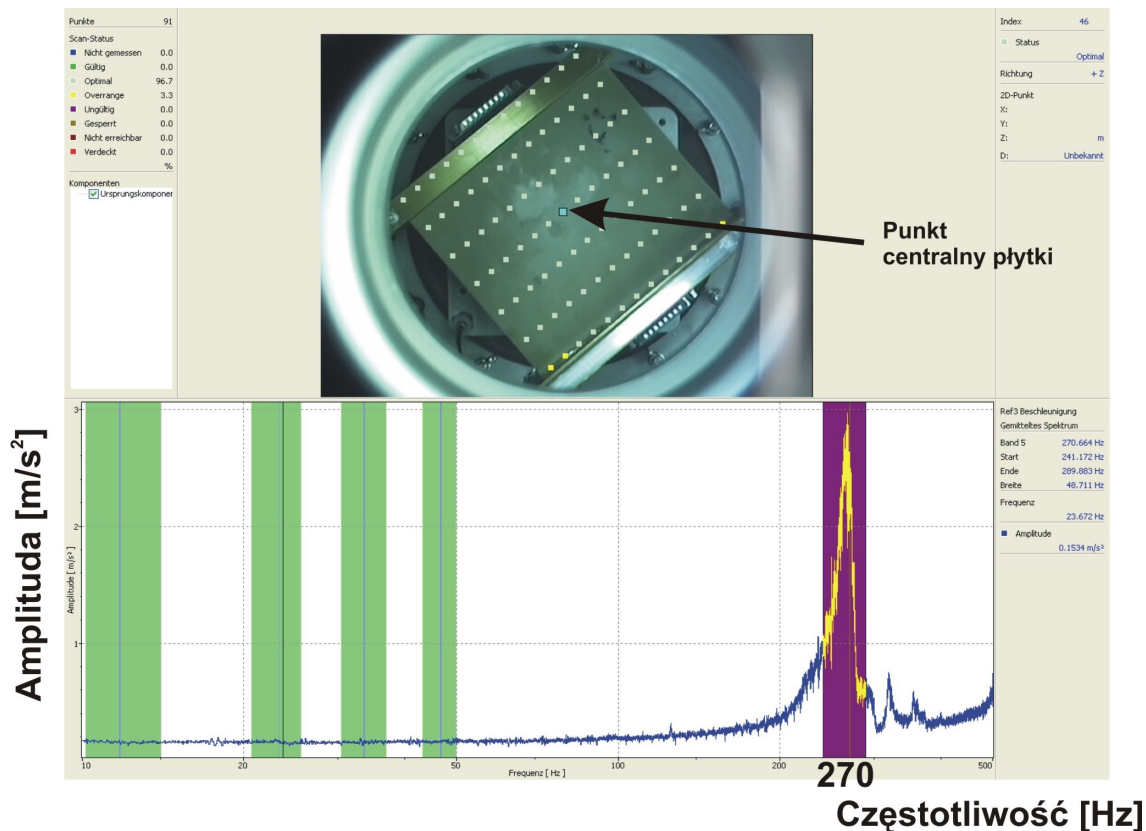 Punkte 91
Scan-Status
Nicht gemessen 0.0
Gültig 0.0
Optimal 96.7
Overrange 3.3
Ungültig 0.0
Gesperrt 0.0
Nicht erreichbar 0.0
Verdeckt 0.0
%
Komponenten
Ursprungskomponer
Index 46
Status
Optimal
Richtung + Z
2D-Punkt
X:
Y:
Z: m
D: Unbekannt
Punkt
centralny płytki
Amplituda [m/s²]
Amplitude [ m/s² ]
3
2
1
10 20 50 100 200 500
Frequenz [ Hz ]
270
Częstotliwość [Hz]
Ref3 Beschleunigung
Gemitteltes Spektrum
Band 5 270.664 Hz
Start 241.172 Hz
Ende 289.883 Hz
Breite 48.711 Hz
Frequenz
23.672 Hz
Amplitude
0.1534 m/s²